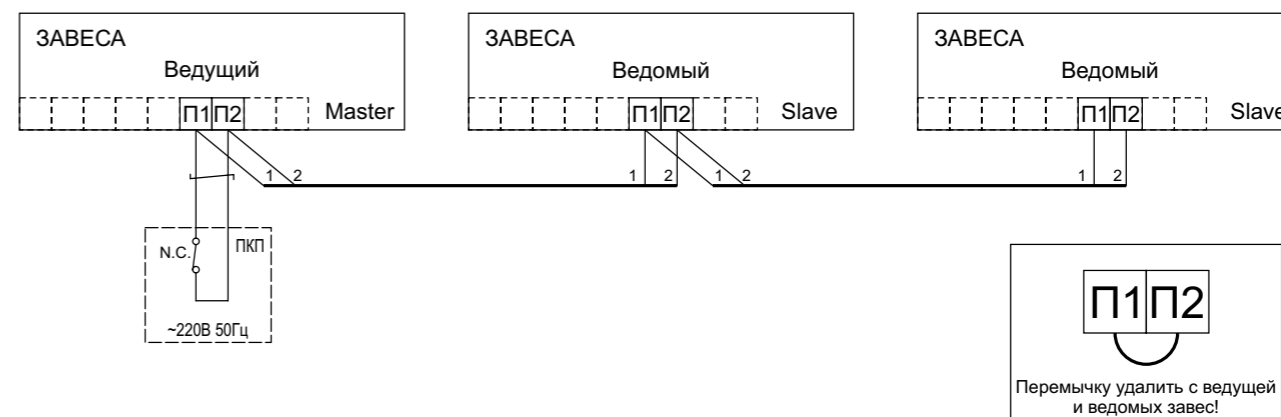 ЗАВЕСА
Ведущий
П1 П2
Master
ЗАВЕСА
Ведомый
П1 П2
Slave
ЗАВЕСА
Ведомый
П1 П2
Slave
1 2
1 2
1 2
1 2
N.C.
ПКП
~220В 50Гц
П1 П2
Перемычку удалить с ведущей
и ведомых завес!